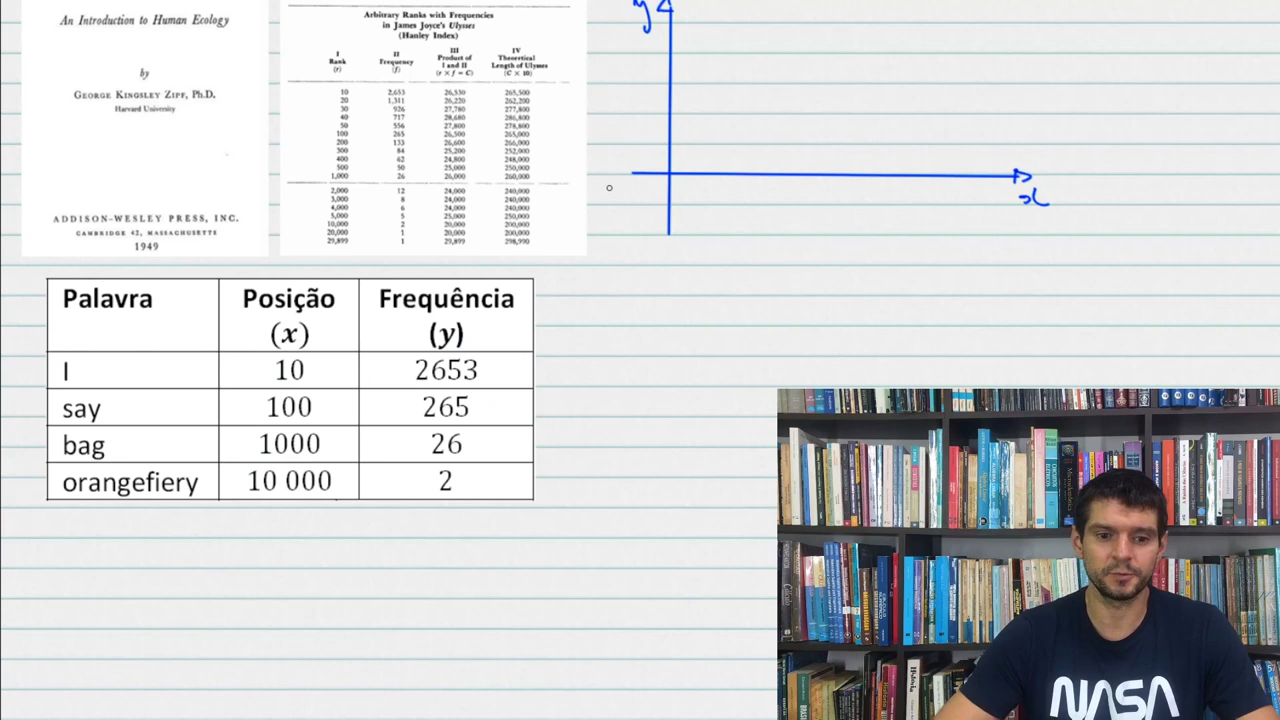 An Introduction to Human Ecology
by
GEORGE KINGSLEY ZIPF, Ph.D.
Harvard University
ADDISON-WESLEY PRESS, INC.
CAMBRIDGE 42, MASSACHUSETTS
1949
Arbitrary Ranks with Frequencies
in James Joyce's Ulysses
(Hanley Index)
I II III IV
Rank Frequency Product of Theoretical
I and II Length of Ulysses
(r) (f) (r × f = C) (C × 10)
10 2,653 26,530 265,500
20 1,311 26,220 262,200
30 926 27,780 277,800
40 717 28,680 286,800
50 556 27,800 278,800
100 265 26,500 265,000
200 133 26,600 266,000
300 84 25,200 252,000
400 62 24,800 248,000
500 50 25,000 250,000
1,000 26 26,000 260,000
2,000 12 24,000 240,000
3,000 8 24,000 240,000
4,000 6 24,000 240,000
5,000 5 25,000 250,000
10,000 2 20,000 200,000
20,000 1 20,000 200,000
29,899 1 29,899 298,990
y
x
Palavra Posição Frequência
(x) (y)
I 10 2653
say 100 265
bag 1000 26
orangefiery 10 000 2
NASA